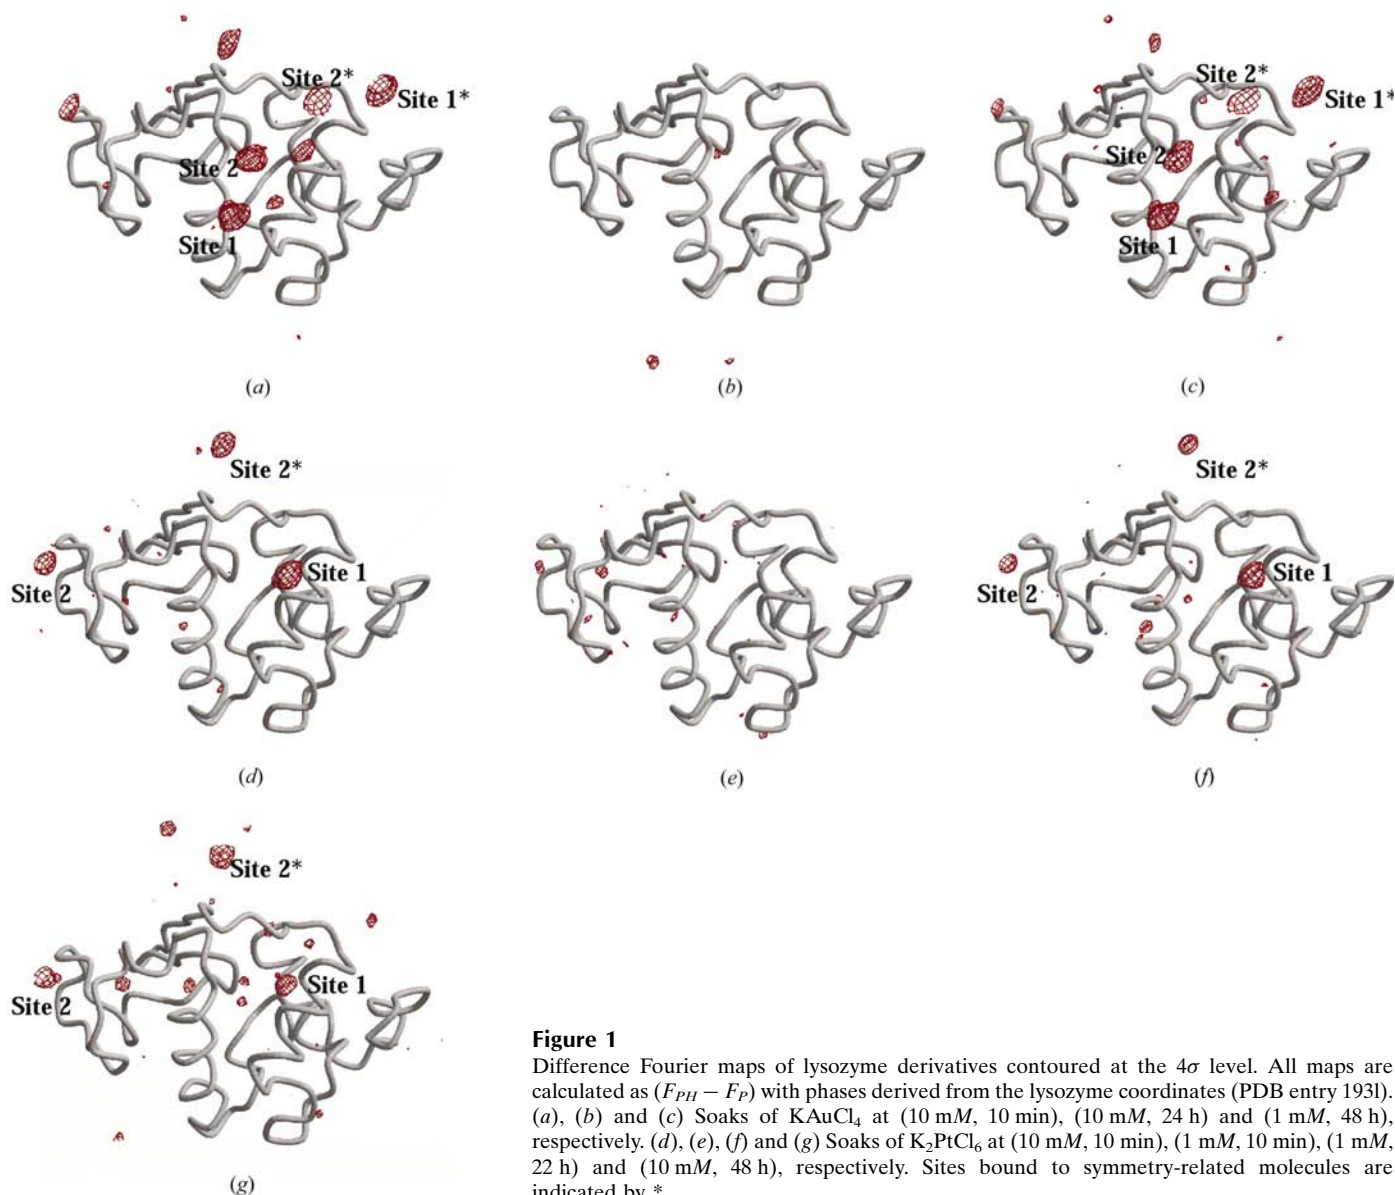 Site 2*
Site 1*
Site 2
Site 1
(a)
(b)
Site 2*
Site 1*
Site 2
Site 1
(c)
Site 2*
Site 1
Site 2
(d)
(e)
Site 2*
Site 1
Site 2
(f)
Site 2*
Site 1
Site 2
(g)
Figure 1
Difference Fourier maps of lysozyme derivatives contoured at the 4σ level. All maps are
calculated as (F_PH − F_P) with phases derived from the lysozyme coordinates (PDB entry 193l).
(a), (b) and (c) Soaks of KAuCl₄ at (10 mM, 10 min), (10 mM, 24 h) and (1 mM, 48 h),
respectively. (d), (e), (f) and (g) Soaks of K₂PtCl₆ at (10 mM, 10 min), (1 mM, 10 min), (1 mM,
22 h) and (10 mM, 48 h), respectively. Sites bound to symmetry-related molecules are
indicated by *.